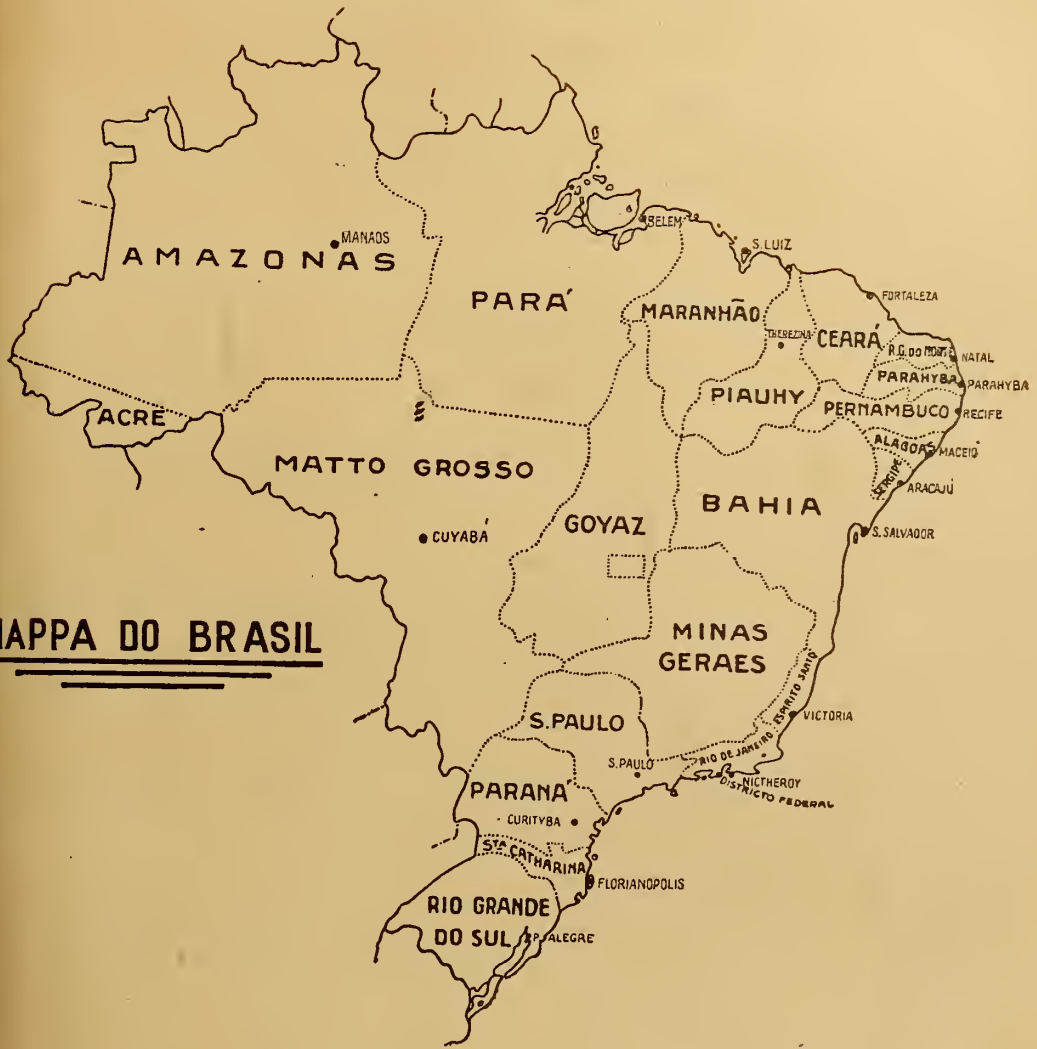 MANAOS
AMAZONAS
BELEM
S.LUIZ
PARÁ
MARANHÃO
FORTALEZA
THEREZINA
CEARÁ
R.G.DO NORTE
NATAL
PARAHYBA
PARAHYBA
PIAUHY
PERNAMBUCO
RECIFE
ACRE
ALAGOÁS
MACEIÓ
MATTO GROSSO
SERGIPE
ARACAJÚ
BAHIA
GOYAZ
S.SALVADOR
CUYABÁ
MAPPA DO BRASIL
MINAS
GERAES
ESPIRITO SANTO
VICTORIA
S.PAULO
RIO DE JANEIRO
S.PAULO
NICTHEROY
DISTRICTO FEDERAL
PARANÁ
CURITYBA
STA CATHARINA
FLORIANOPOLIS
RIO GRANDE
DO SUL
P.ALEGRE